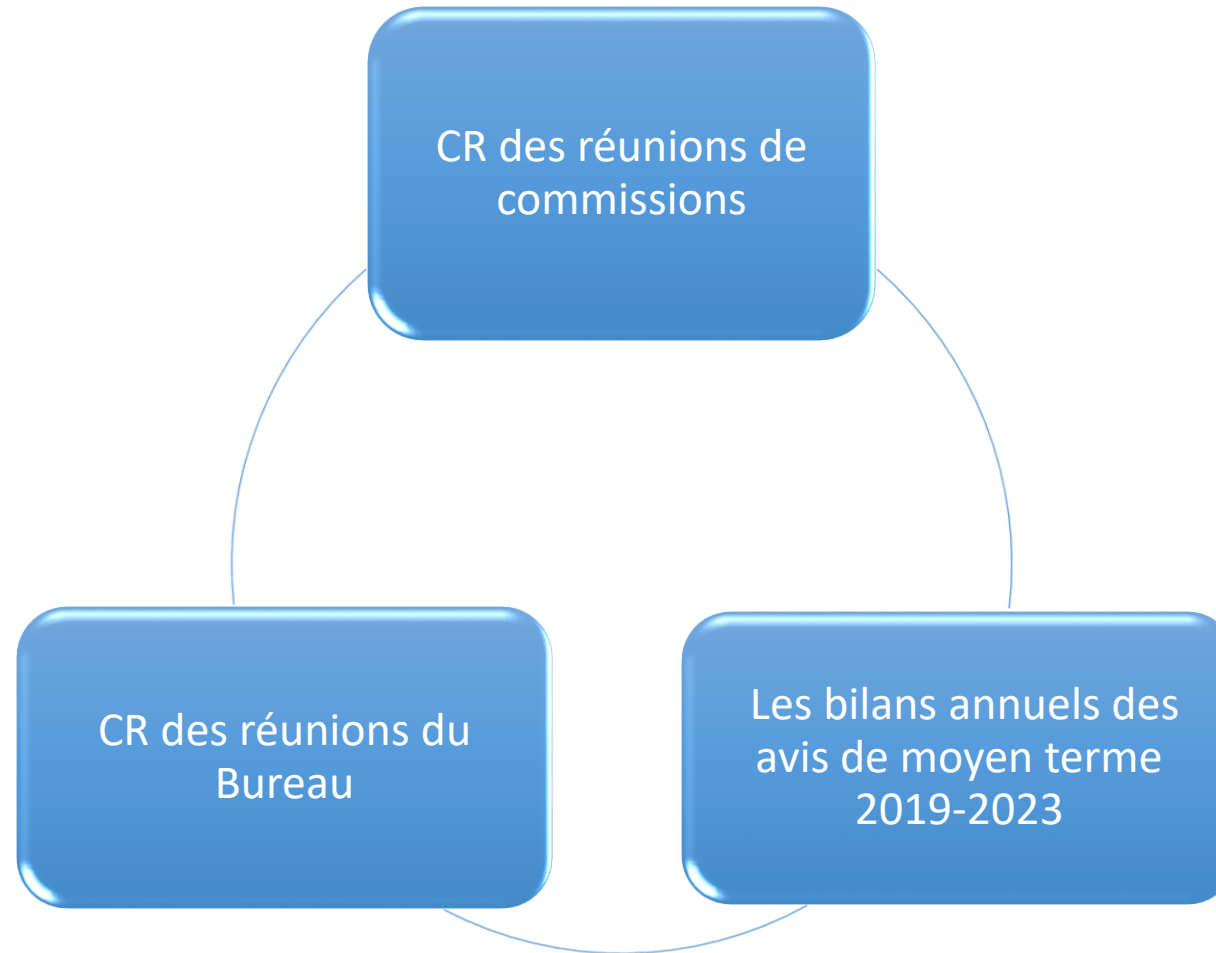 CR des réunions de
commissions
CR des réunions du
Bureau
Les bilans annuels des
avis de moyen terme
2019-2023